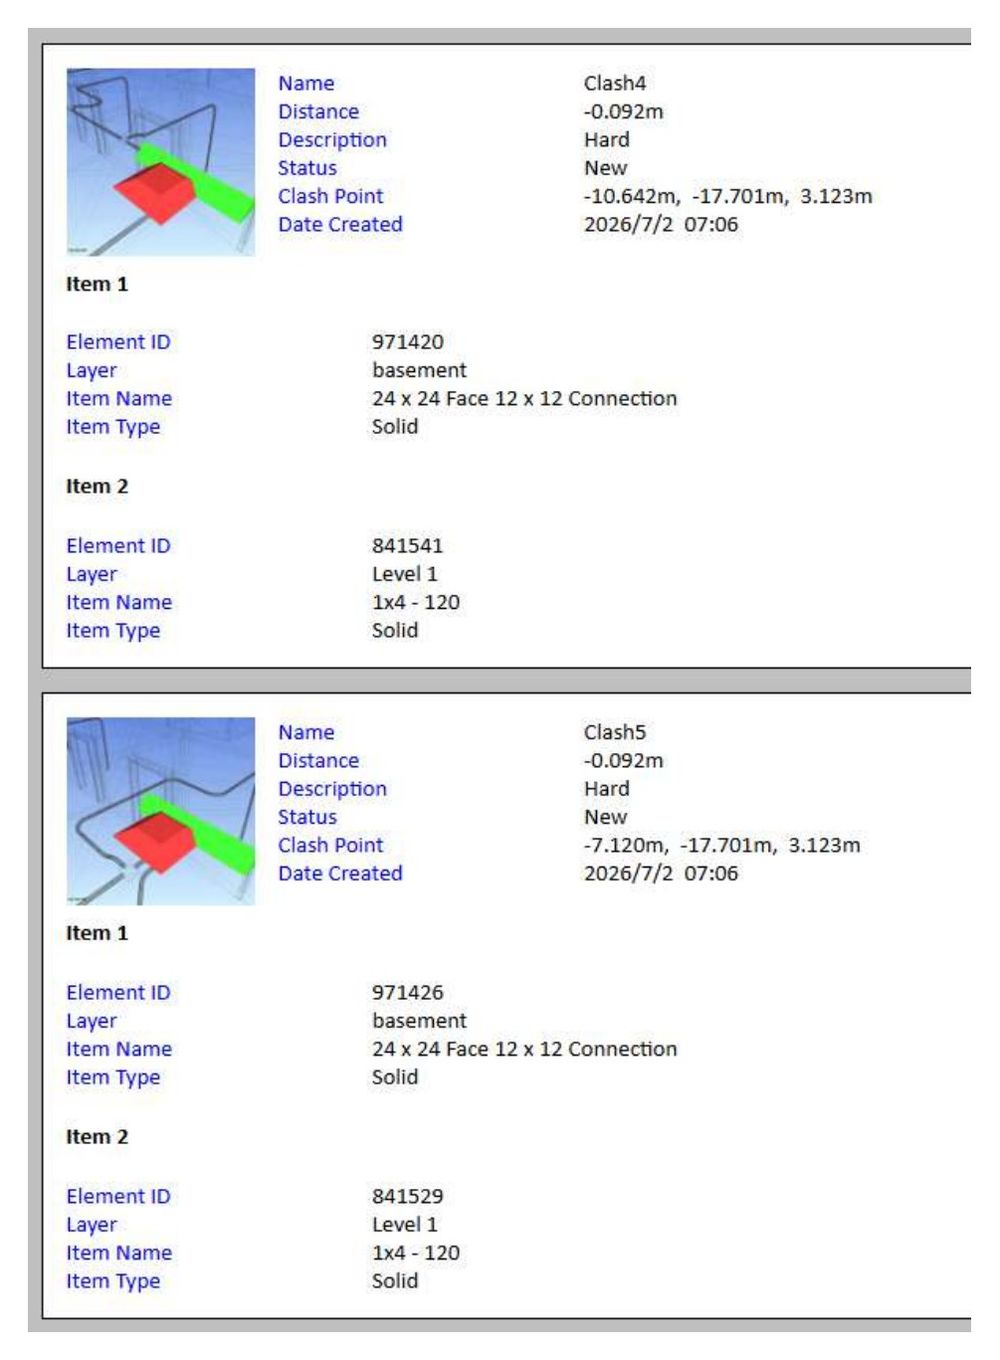 Name Clash4
Distance -0.092m
Description Hard
Status New
Clash Point -10.642m, -17.701m, 3.123m
Date Created 2026/7/2 07:06
Item 1
Element ID 971420
Layer basement
Item Name 24 x 24 Face 12 x 12 Connection
Item Type Solid
Item 2
Element ID 841541
Layer Level 1
Item Name 1x4 - 120
Item Type Solid
Name Clash5
Distance -0.092m
Description Hard
Status New
Clash Point -7.120m, -17.701m, 3.123m
Date Created 2026/7/2 07:06
Item 1
Element ID 971426
Layer basement
Item Name 24 x 24 Face 12 x 12 Connection
Item Type Solid
Item 2
Element ID 841529
Layer Level 1
Item Name 1x4 - 120
Item Type Solid